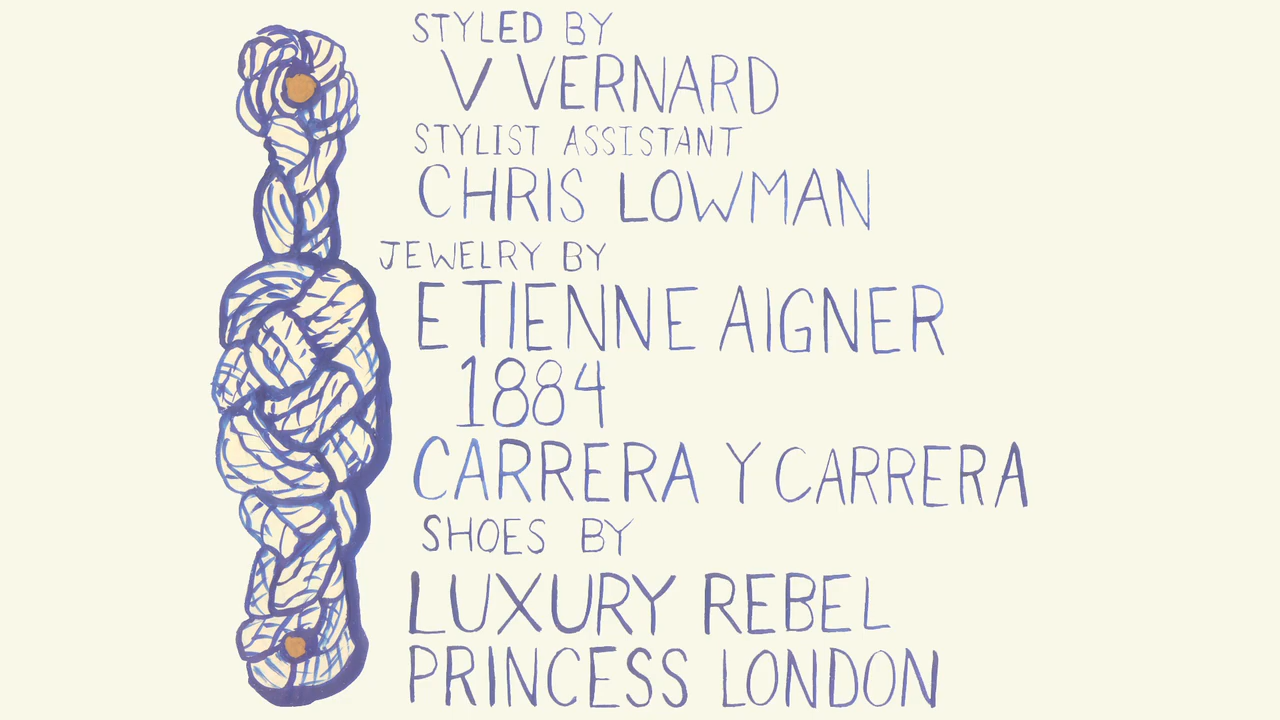 STYLED BY
V VERNARD
STYLIST ASSISTANT
CHRIS LOWMAN
JEWELRY BY
ETIENNE AIGNER
1884
CARRERA Y CARRERA
SHOES BY
LUXURY REBEL
PRINCESS LONDON